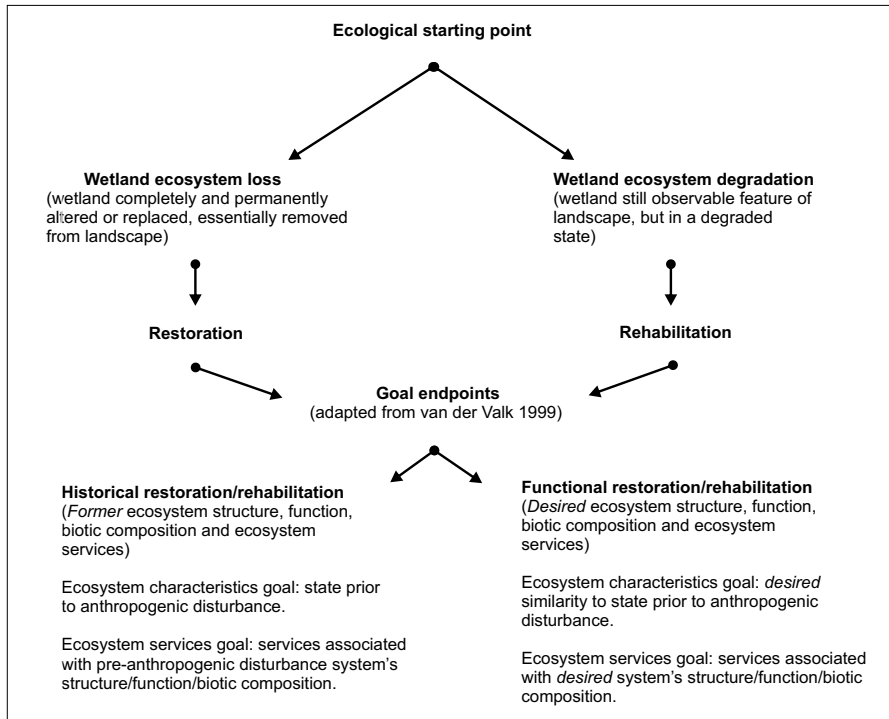 Ecological starting point
Wetland ecosystem loss
(wetland completely and permanently
altered or replaced, essentially removed
from landscape)
Wetland ecosystem degradation
(wetland still observable feature of
landscape, but in a degraded
state)
Restoration
Rehabilitation
Goal endpoints
(adapted from van der Valk 1999)
Historical restoration/rehabilitation
(Former ecosystem structure, function,
biotic composition and ecosystem
services)
Ecosystem characteristics goal: state prior
to anthropogenic disturbance.
Ecosystem services goal: services associated
with pre-anthropogenic disturbance system's
structure/function/biotic composition.
Functional restoration/rehabilitation
(Desired ecosystem structure, function,
biotic composition and ecosystem
services)
Ecosystem characteristics goal: desired
similarity to state prior to anthropogenic
disturbance.
Ecosystem services goal: services associated
with desired system's structure/function/biotic
composition.